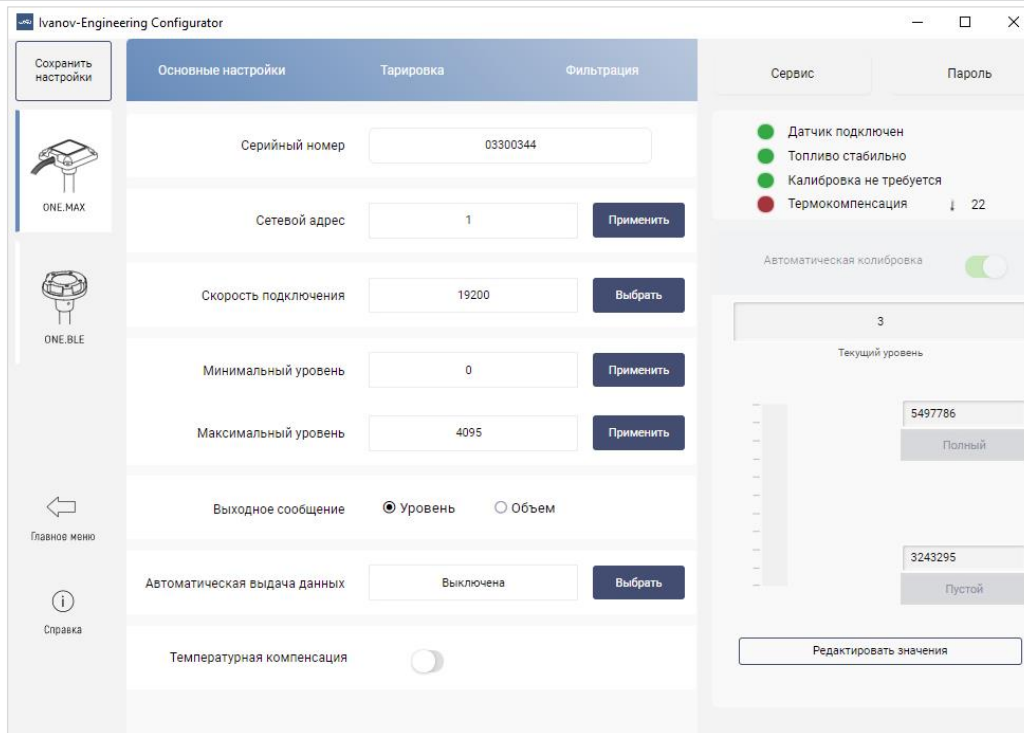 Ivanov-Engineering Configurator
Сохранить
настройки
Основные настройки
Тарировка
Фильтрация
Сервис
Пароль
ONE.MAX
ONE.BLE
Главное меню
Справка
Серийный номер
03300344
Сетевой адрес
1
Применить
Скорость подключения
19200
Выбрать
Минимальный уровень
0
Применить
Максимальный уровень
4095
Применить
Выходное сообщение
Уровень
Объем
Автоматическая выдача данных
Выключена
Выбрать
Температурная компенсация
Датчик подключен
Топливо стабильно
Калибровка не требуется
Термокомпенсация
22
Автоматическая колибровка
3
Текущий уровень
5497786
Полный
3243295
Пустой
Редактировать значения